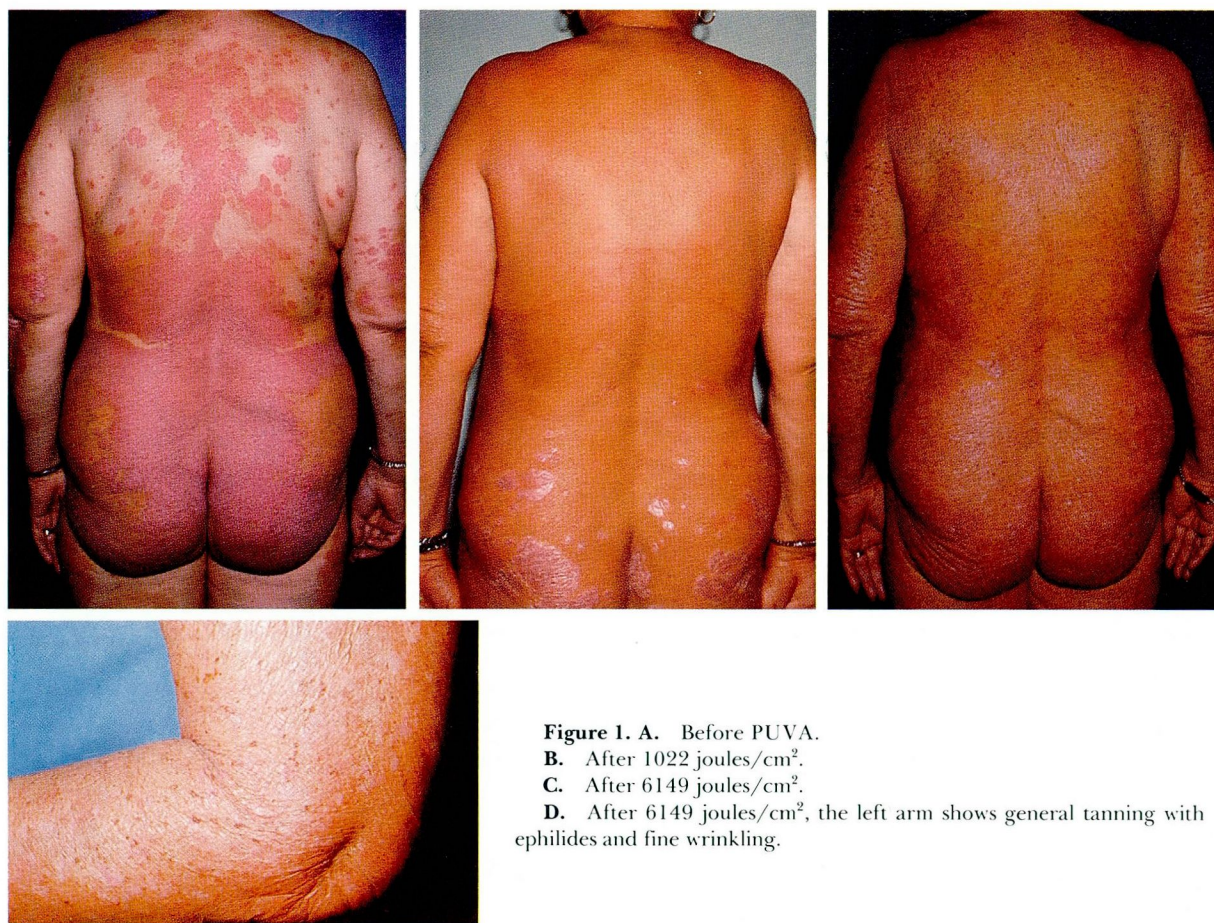 Figure 1. A. Before PUVA.
B. After 1022 joules/cm².
C. After 6149 joules/cm².
D. After 6149 joules/cm², the left arm shows general tanning with
ephilides and fine wrinkling.